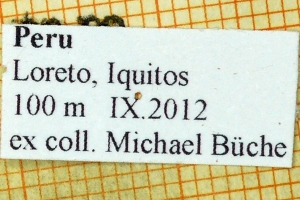 Peru
Loreto, Iquitos
100 m IX.2012
ex coll. Michael Büche